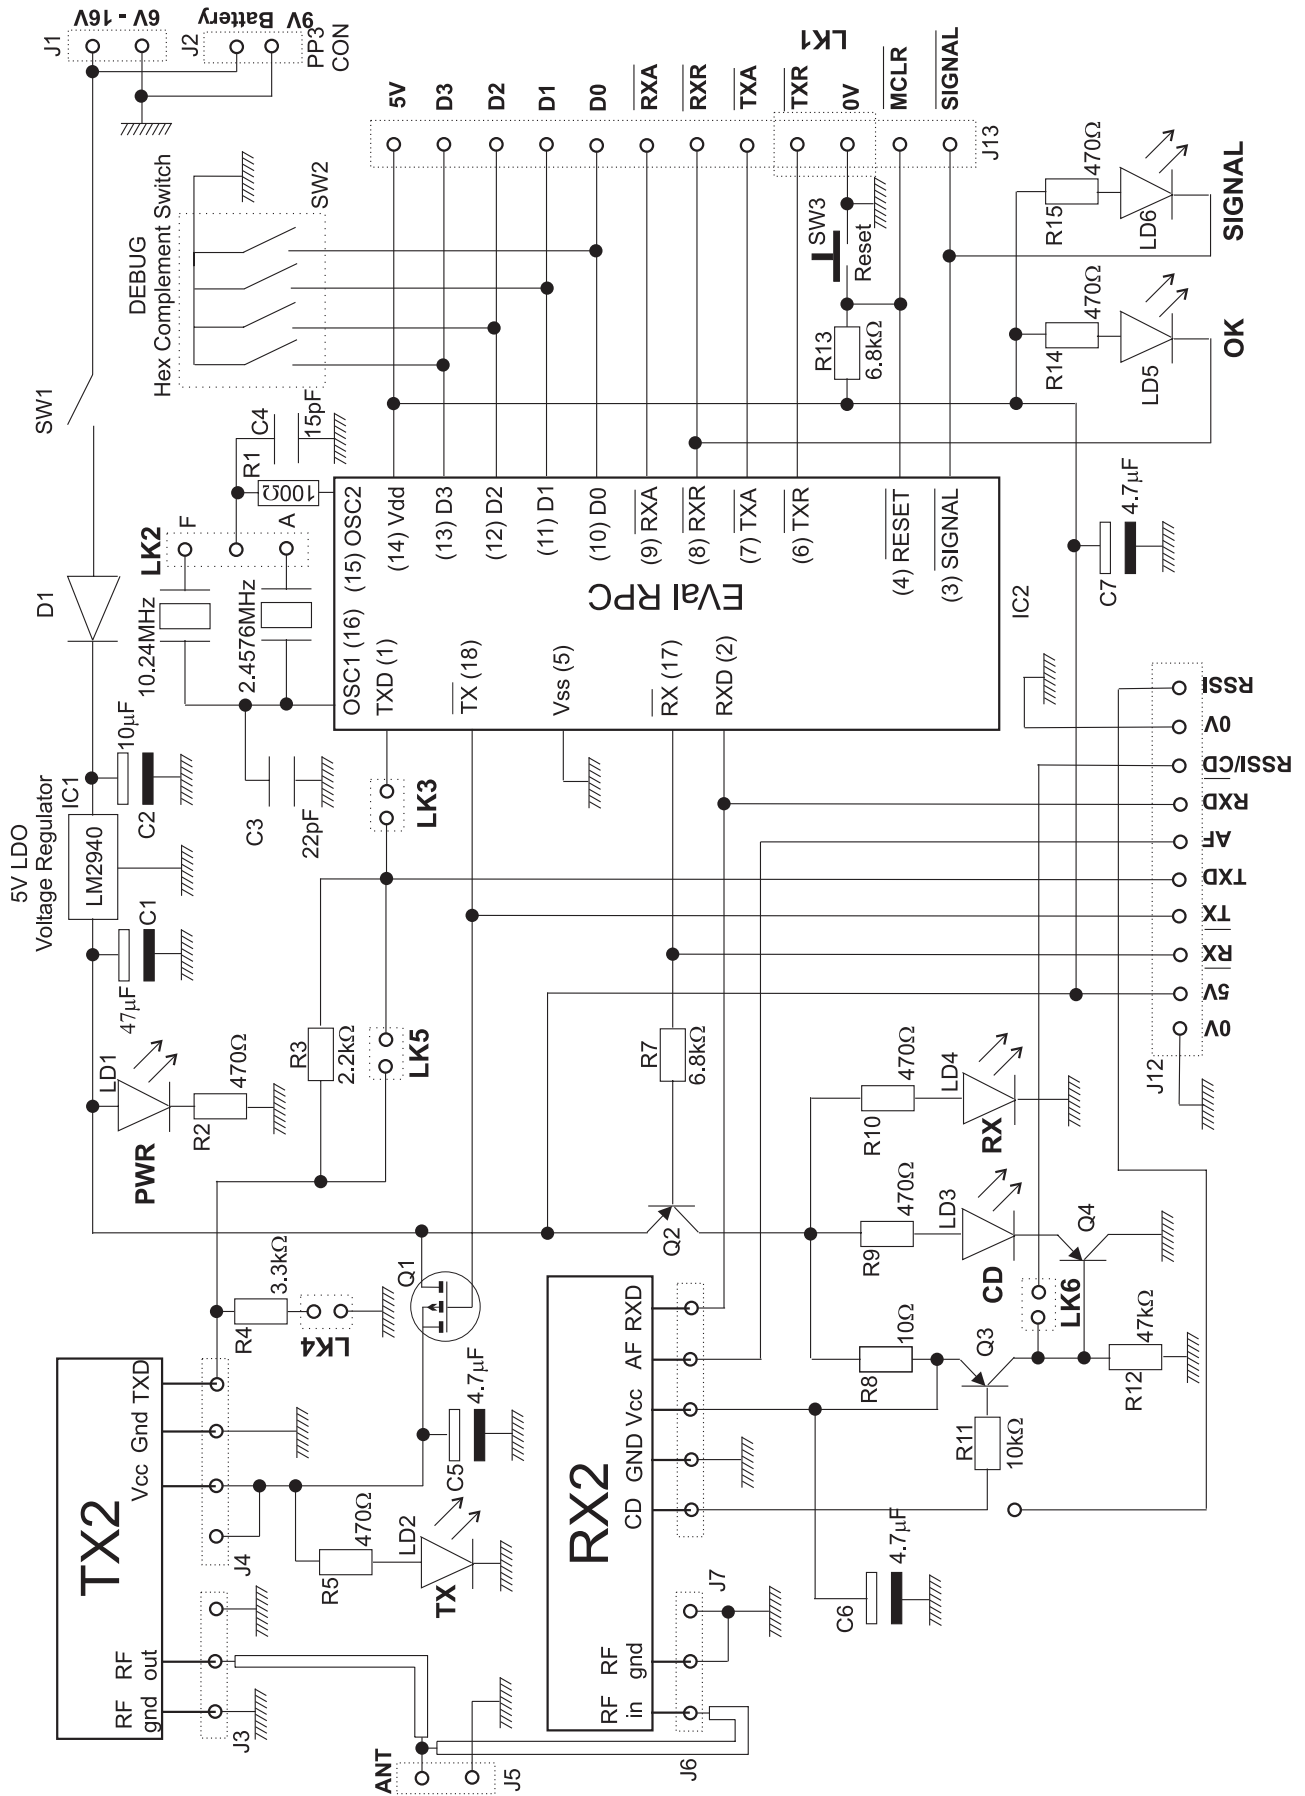 J1
6V - 16V
J2
9V Battery
PP3
CON
SW1
DEBUG
Hex Complement Switch
SW2
5V
D3
D2
D1
D0
RXA
RXR
TXA
TXR
0V
MCLR
SIGNAL
LK1
J13
SW3
Reset
R13
6.8kΩ
R15
470Ω
LD6
SIGNAL
R14
470Ω
LD5
OK
D1
LK2
F
A
10.24MHz
2.4576MHz
R1
100Ω
C4
15pF
C3
22pF
OSC1 (16)
(15) OSC2
TXD (1)
(14) Vdd
(13) D3
TX (18)
(12) D2
(11) D1
Vss (5)
(10) D0
(9) RXA
RX (17)
(8) RXR
RXD (2)
(7) TXA
(6) TXR
(4) RESET
(3) SIGNAL
EVal RPC
IC2
C7
4.7μF
5V LDO
Voltage Regulator
IC1
LM2940
10μF
C2
47μF
C1
LK3
LD1
PWR
R2
470Ω
R3
2.2kΩ
LK5
R7
6.8kΩ
RSSI
0V
RSSI/CD
RXD
AF
TXD
TX
RX
5V
0V
J12
R4
3.3kΩ
LK4
Q1
Q2
R10
470Ω
LD4
RX
R9
470Ω
LD3
CD
Q4
LK6
R8
10Ω
Q3
R12
47kΩ
R11
10kΩ
TX2
TXD
Gnd
Vcc
J4
RF
out
RF
gnd
J3
C5
4.7μF
R5
470Ω
LD2
TX
RX2
RXD
AF
Vcc
GND
CD
J7
RF
gnd
RF
in
J6
C6
4.7μF
ANT
J5